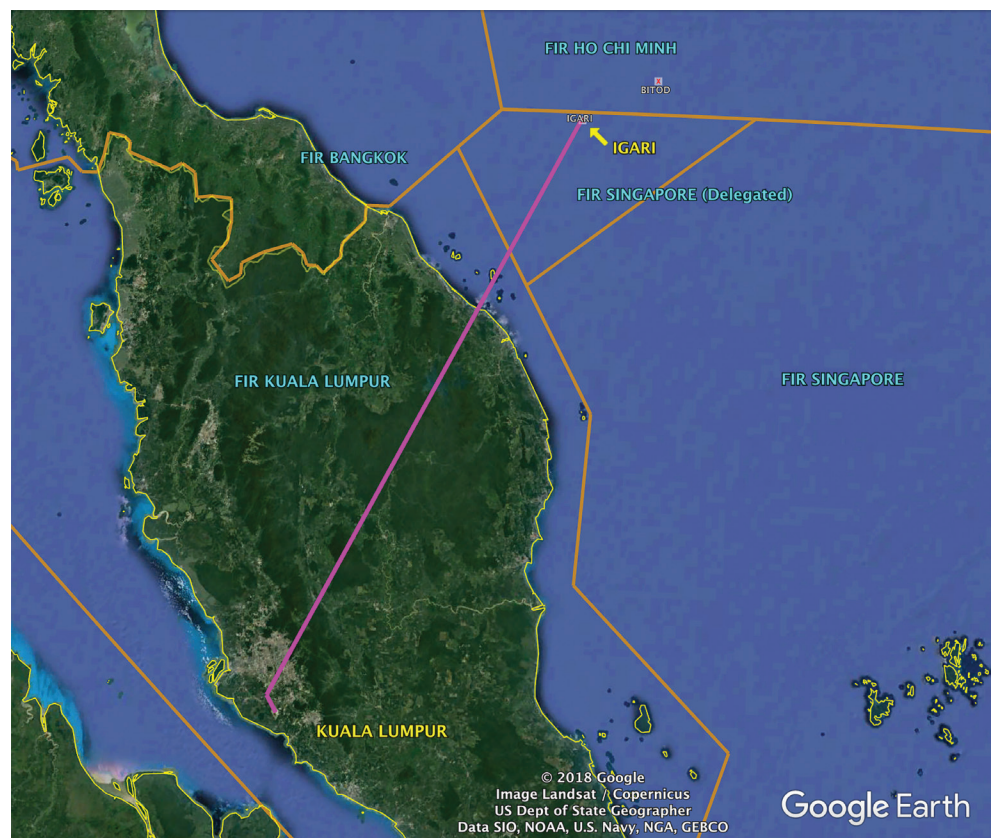 FIR HO CHI MINH
BITOD
IGARI
IGARI
FIR BANGKOK
FIR SINGAPORE (Delegated)
FIR KUALA LUMPUR
FIR SINGAPORE
KUALA LUMPUR
© 2018 Google
Image Landsat / Copernicus
US Dept of State Geographer
Data SIO, NOAA, U.S. Navy, NGA, GEBCO
Google Earth